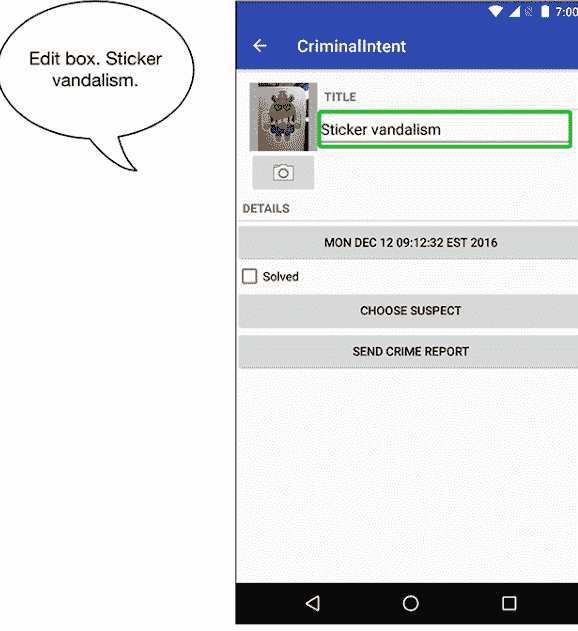 Edit box. Sticker
vandalism.
7:00
CriminalIntent
TITLE
Sticker vandalism
DETAILS
MON DEC 12 09:12:32 EST 2016
Solved
CHOOSE SUSPECT
SEND CRIME REPORT